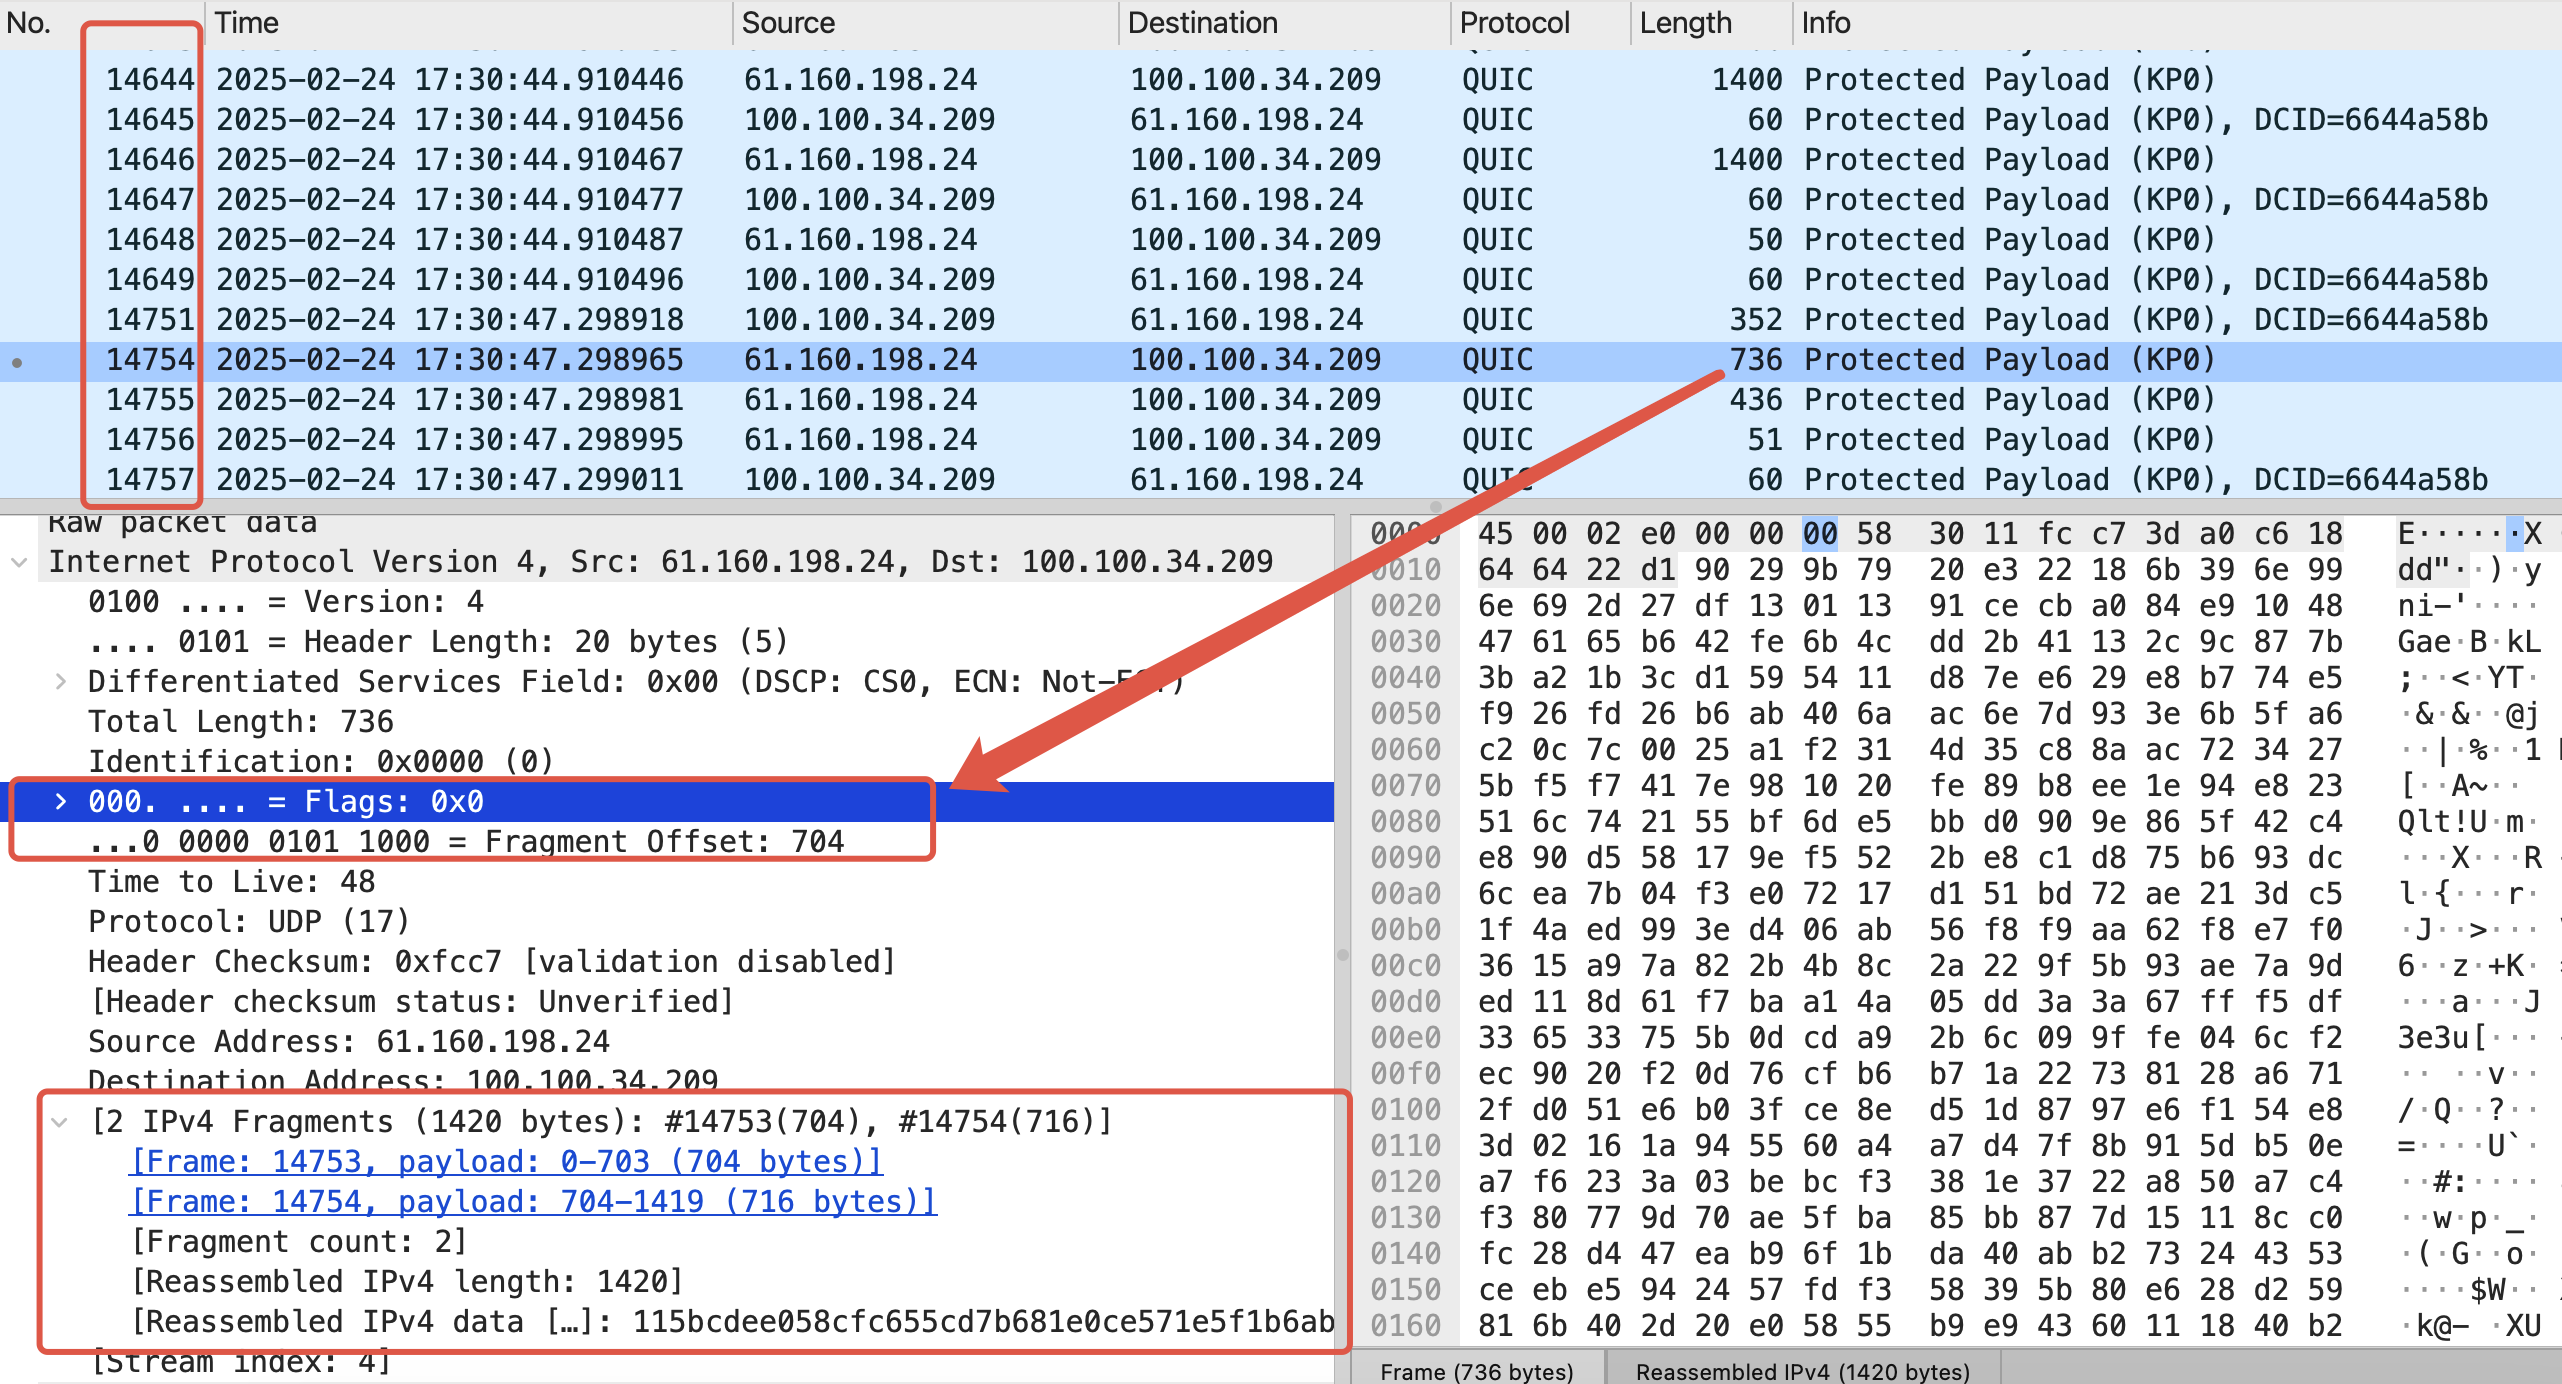 No. Time Source Destination Protocol Length Info
14644 2025-02-24 17:30:44.910446 61.160.198.24 100.100.34.209 QUIC 1400 Protected Payload (KP0)
14645 2025-02-24 17:30:44.910456 100.100.34.209 61.160.198.24 QUIC 60 Protected Payload (KP0), DCID=6644a58b
14646 2025-02-24 17:30:44.910467 61.160.198.24 100.100.34.209 QUIC 1400 Protected Payload (KP0)
14647 2025-02-24 17:30:44.910477 100.100.34.209 61.160.198.24 QUIC 60 Protected Payload (KP0), DCID=6644a58b
14648 2025-02-24 17:30:44.910487 61.160.198.24 100.100.34.209 QUIC 50 Protected Payload (KP0)
14649 2025-02-24 17:30:44.910496 100.100.34.209 61.160.198.24 QUIC 60 Protected Payload (KP0), DCID=6644a58b
14751 2025-02-24 17:30:47.298918 100.100.34.209 61.160.198.24 QUIC 352 Protected Payload (KP0), DCID=6644a58b
14754 2025-02-24 17:30:47.298965 61.160.198.24 100.100.34.209 QUIC 736 Protected Payload (KP0)
14755 2025-02-24 17:30:47.298981 61.160.198.24 100.100.34.209 QUIC 436 Protected Payload (KP0)
14756 2025-02-24 17:30:47.298995 61.160.198.24 100.100.34.209 QUIC 51 Protected Payload (KP0)
14757 2025-02-24 17:30:47.299011 100.100.34.209 61.160.198.24 QUIC 60 Protected Payload (KP0), DCID=6644a58b
Raw packet data
Internet Protocol Version 4, Src: 61.160.198.24, Dst: 100.100.34.209
0100 .... = Version: 4
.... 0101 = Header Length: 20 bytes (5)
Differentiated Services Field: 0x00 (DSCP: CS0, ECN: Not-ECT)
Total Length: 736
Identification: 0x0000 (0)
000. .... = Flags: 0x0
...0 0000 0101 1000 = Fragment Offset: 704
Time to Live: 48
Protocol: UDP (17)
Header Checksum: 0xfcc7 [validation disabled]
[Header checksum status: Unverified]
Source Address: 61.160.198.24
Destination Address: 100.100.34.209
[2 IPv4 Fragments (1420 bytes): #14753(704), #14754(716)]
[Frame: 14753, payload: 0-703 (704 bytes)]
[Frame: 14754, payload: 704-1419 (716 bytes)]
[Fragment count: 2]
[Reassembled IPv4 length: 1420]
[Reassembled IPv4 data […]: 115bcdee058cfc655cd7b681e0ce571e5f1b6ab
[Stream index: 4]
0000 45 00 02 e0 00 00 00 58 30 11 fc c7 3d a0 c6 18 E······X
0010 64 64 22 d1 90 29 9b 79 20 e3 22 18 6b 39 6e 99 dd"··)·y
0020 6e 69 2d 27 df 13 01 13 91 ce cb a0 84 e9 10 48 ni-'····
0030 47 61 65 b6 42 fe 6b 4c dd 2b 41 13 2c 9c 87 7b Gae·B·kL
0040 3b a2 1b 3c d1 59 54 11 d8 7e e6 29 e8 b7 74 e5 ;··<·YT·
0050 f9 26 fd 26 b6 ab 40 6a ac 6e 7d 93 3e 6b 5f a6 ·&·&··@j
0060 c2 0c 7c 00 25 a1 f2 31 4d 35 c8 8a ac 72 34 27 ··|·%··1
0070 5b f5 f7 41 7e 98 10 20 fe 89 b8 ee 1e 94 e8 23 [··A~··
0080 51 6c 74 21 55 bf 6d e5 bb d0 90 9e 86 5f 42 c4 Qlt!U·m·
0090 e8 90 d5 58 17 9e f5 52 2b e8 c1 d8 75 b6 93 dc ···X···R
00a0 6c ea 7b 04 f3 e0 72 17 d1 51 bd 72 ae 21 3d c5 l·{···r·
00b0 1f 4a ed 99 3e d4 06 ab 56 f8 f9 aa 62 f8 e7 f0 ·J··>···
00c0 36 15 a9 7a 82 2b 4b 8c 2a 22 9f 5b 93 ae 7a 9d 6··z·+K·
00d0 ed 11 8d 61 f7 ba a1 4a 05 dd 3a 3a 67 ff f5 df ···a···J
00e0 33 65 33 75 5b 0d cd a9 2b 6c 09 9f fe 04 6c f2 3e3u[···
00f0 ec 90 20 f2 0d 76 cf b6 b7 1a 22 73 81 28 a6 71 ·· ··v··
0100 2f d0 51 e6 b0 3f ce 8e d5 1d 87 97 e6 f1 54 e8 /·Q··?··
0110 3d 02 16 1a 94 55 60 a4 a7 d4 7f 8b 91 5d b5 0e =····U`·
0120 a7 f6 23 3a 03 be bc f3 38 1e 37 22 a8 50 a7 c4 ··#:····
0130 f3 80 77 9d 70 ae 5f ba 85 bb 87 7d 15 11 8c c0 ··w·p·_·
0140 fc 28 d4 47 ea b9 6f 1b da 40 ab b2 73 24 43 53 ·(·G··o·
0150 ce eb e5 94 24 57 fd f3 58 39 5b 80 e6 28 d2 59 ····$W··
0160 81 6b 40 2d 20 e0 58 55 b9 e9 43 60 11 18 40 b2 ·k@- ·XU
Frame (736 bytes) Reassembled IPv4 (1420 bytes)